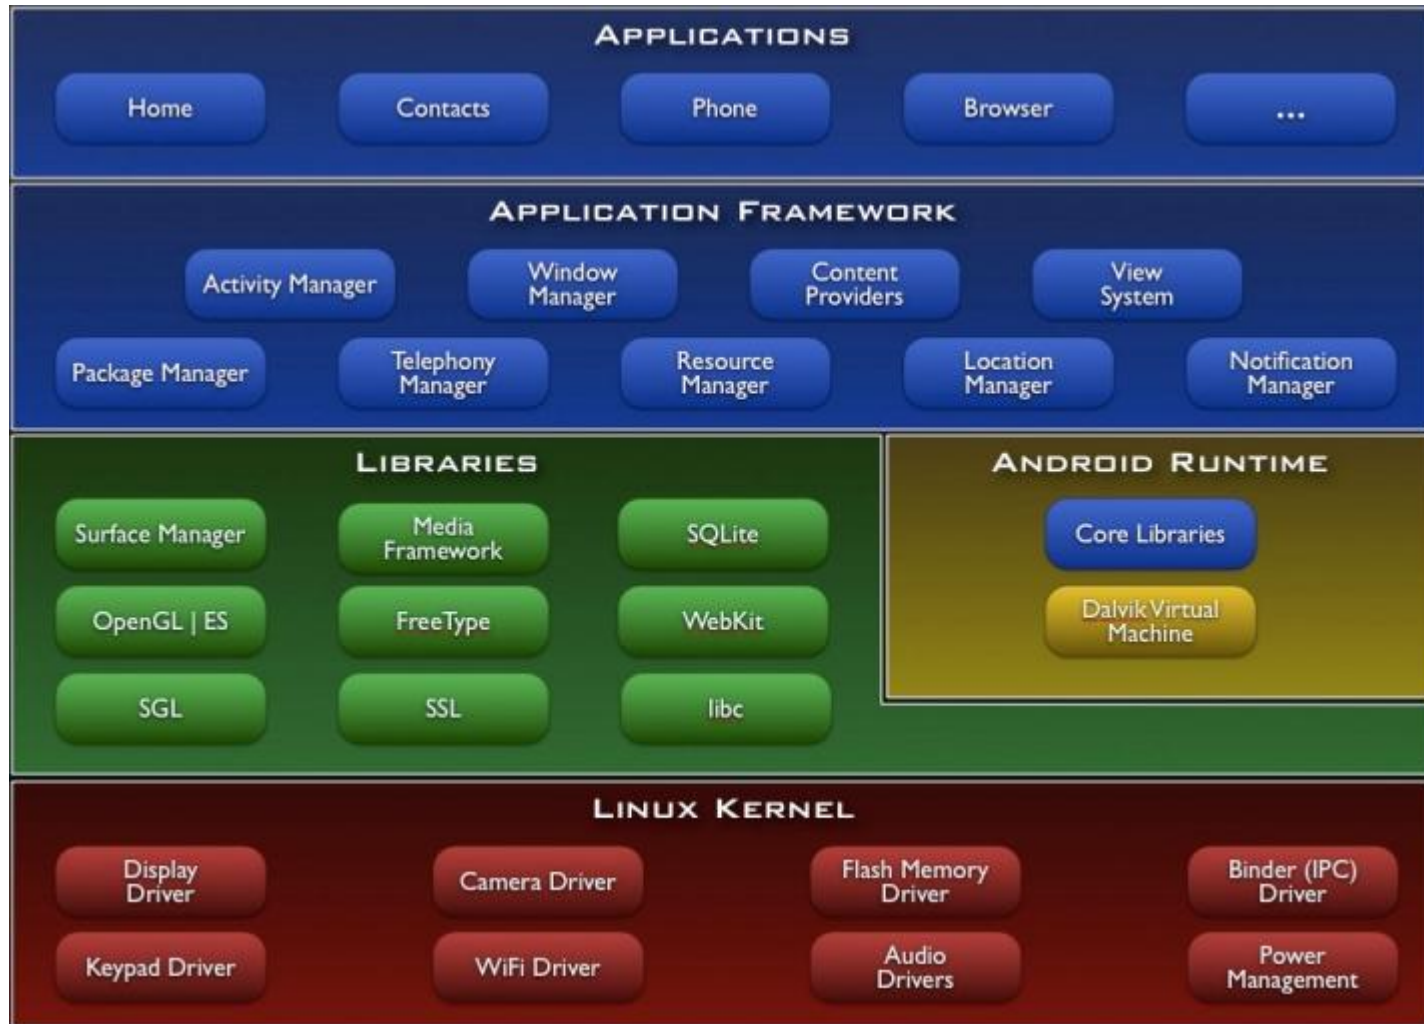 APPLICATIONS
Home
Contacts
Phone
Browser
...
APPLICATION FRAMEWORK
Activity Manager
Window
Manager
Content
Providers
View
System
Package Manager
Telephony
Manager
Resource
Manager
Location
Manager
Notification
Manager
LIBRARIES
Surface Manager
Media
Framework
SQLite
OpenGL | ES
FreeType
WebKit
SGL
SSL
libc
ANDROID RUNTIME
Core Libraries
Dalvik Virtual
Machine
LINUX KERNEL
Display
Driver
Camera Driver
Flash Memory
Driver
Binder (IPC)
Driver
Keypad Driver
WiFi Driver
Audio
Drivers
Power
Management